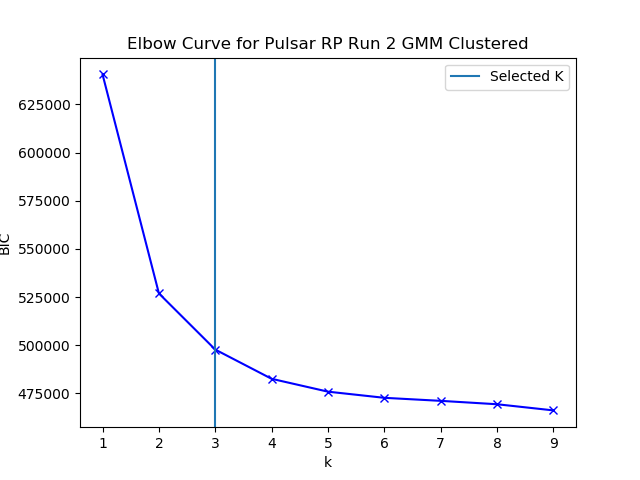 Elbow Curve for Pulsar RP Run 2 GMM Clustered
Selected K
625000
600000
575000
550000
525000
500000
475000
BIC
1 2 3 4 5 6 7 8 9
k